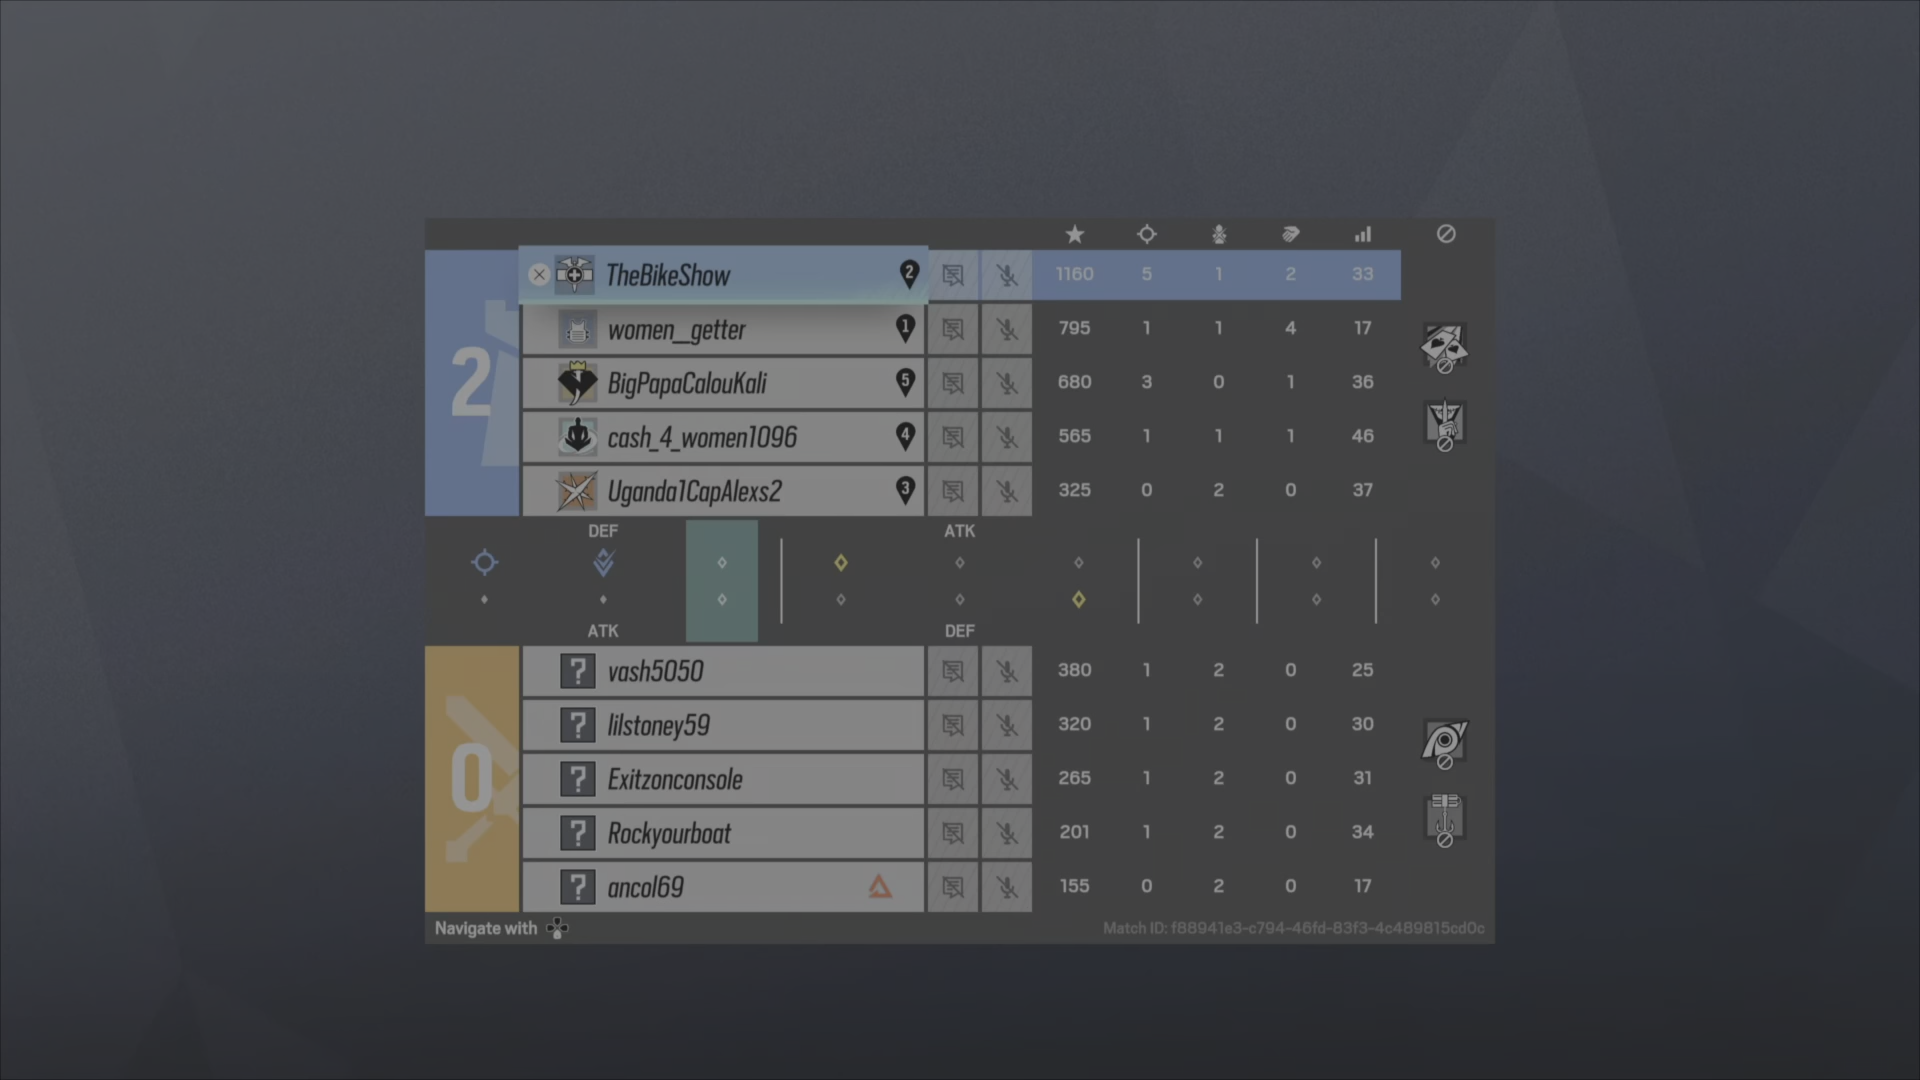 2
TheBikeShow 2 1160 5 1 2 33
women__getter 1 795 1 1 4 17
BigPapaCalouKali 5 680 3 0 1 36
cash_4_women1096 4 565 1 1 1 46
Uganda1CapAlexs2 3 325 0 2 0 37
DEF ATK
ATK DEF
0
? vash5050 380 1 2 0 25
? lilstoney59 320 1 2 0 30
? Exitzonconsole 265 1 2 0 31
? Rockyourboat 201 1 2 0 34
? ancol69 155 0 2 0 17
Navigate with
Match ID: f88941e3-c794-46fd-83f3-4c489815cd0c